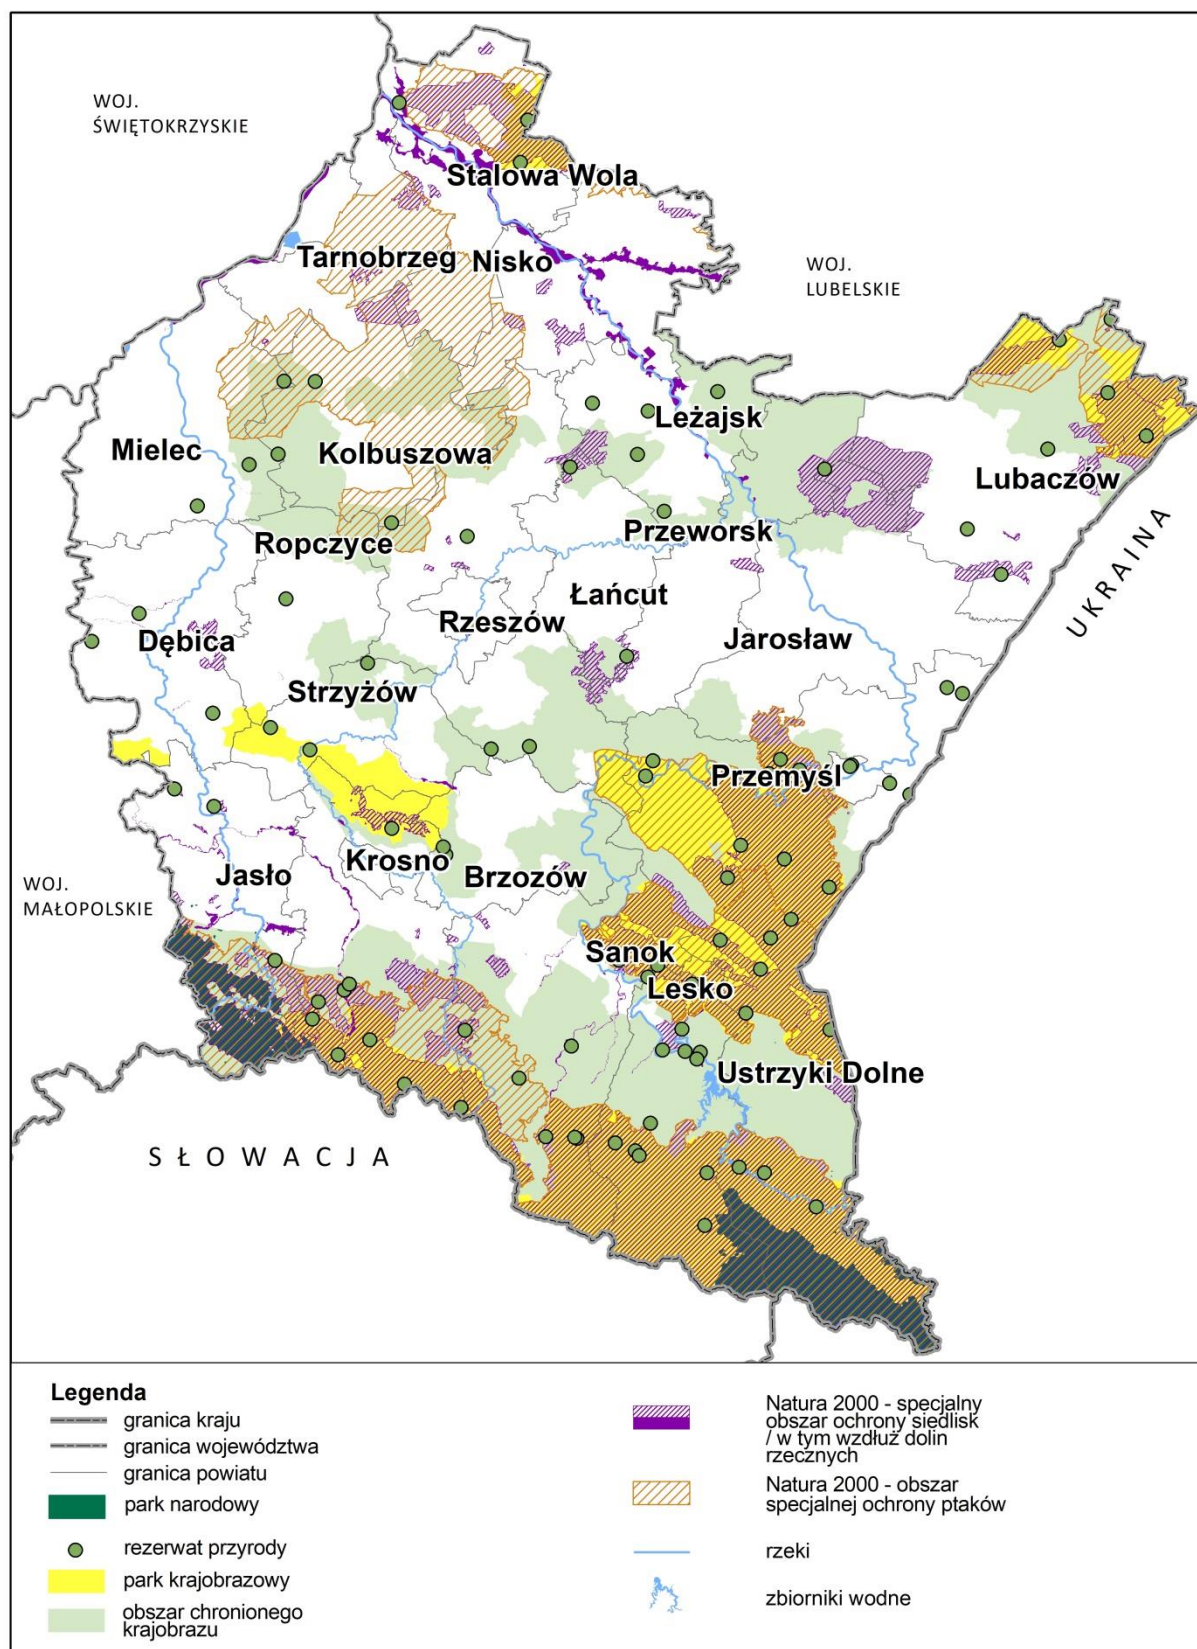 WOJ.
ŚWIĘTOKRZYSKIE
Stalowa Wola
Tarnobrzeg
Nisko
WOJ.
LUBELSKIE
Leżajsk
Mielec
Kolbuszowa
Lubaczów
Przeworsk
Ropczyce
Łańcut
Rzeszów
UKRAINA
Dębica
Jarosław
Strzyżów
Przemyśl
Krosno
Jasło
Brzozów
WOJ.
MAŁOPOLSKIE
Sanok
Lesko
Ustrzyki Dolne
SŁOWACJA
Legenda
granica kraju
granica województwa
granica powiatu
park narodowy
rezerwat przyrody
park krajobrazowy
obszar chronionego
krajobrazu
Natura 2000 - specjalny
obszar ochrony siedlisk
/ w tym wzdłuż dolin
rzecznych
Natura 2000 - obszar
specjalnej ochrony ptaków
rzeki
zbiorniki wodne